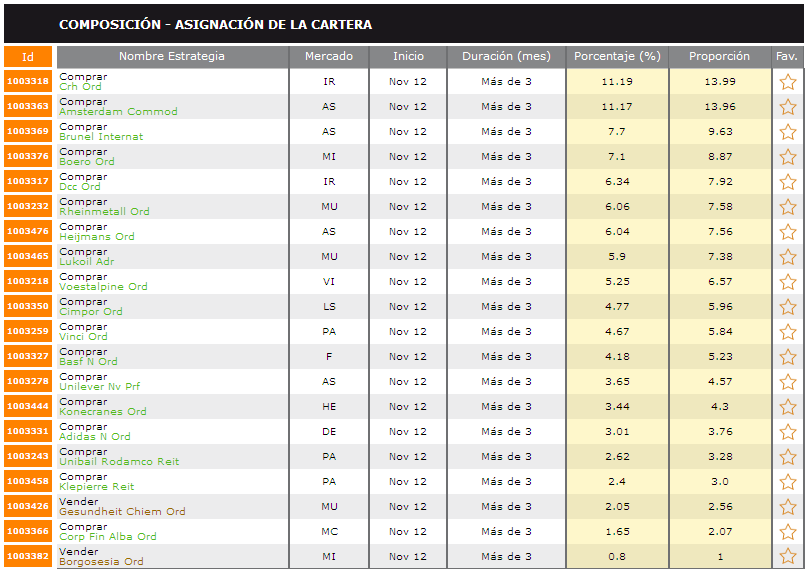 COMPOSICIÓN - ASIGNACIÓN DE LA CARTERA
Id Nombre Estrategia Mercado Inicio Duración (mes) Porcentaje (%) Proporción Fav.
1003318 Comprar Crh Ord IR Nov 12 Más de 3 11.19 13.99
1003363 Comprar Amsterdam Commod AS Nov 12 Más de 3 11.17 13.96
1003369 Comprar Brunel Internat AS Nov 12 Más de 3 7.7 9.63
1003376 Comprar Boero Ord MI Nov 12 Más de 3 7.1 8.87
1003317 Comprar Dcc Ord IR Nov 12 Más de 3 6.34 7.92
1003232 Comprar Rheinmetall Ord MU Nov 12 Más de 3 6.06 7.58
1003476 Comprar Heijmans Ord AS Nov 12 Más de 3 6.04 7.56
1003465 Comprar Lukoil Adr MU Nov 12 Más de 3 5.9 7.38
1003218 Comprar Voestalpine Ord VI Nov 12 Más de 3 5.25 6.57
1003350 Comprar Cimpor Ord LS Nov 12 Más de 3 4.77 5.96
1003259 Comprar Vinci Ord PA Nov 12 Más de 3 4.67 5.84
1003327 Comprar Basf N Ord F Nov 12 Más de 3 4.18 5.23
1003278 Comprar Unilever Nv Prf AS Nov 12 Más de 3 3.65 4.57
1003444 Comprar Konecranes Ord HE Nov 12 Más de 3 3.44 4.3
1003331 Comprar Adidas N Ord DE Nov 12 Más de 3 3.01 3.76
1003243 Comprar Unibail Rodamco Reit PA Nov 12 Más de 3 2.62 3.28
1003458 Comprar Klepierre Reit PA Nov 12 Más de 3 2.4 3.0
1003426 Vender Gesundheit Chiem Ord MU Nov 12 Más de 3 2.05 2.56
1003366 Comprar Corp Fin Alba Ord MC Nov 12 Más de 3 1.65 2.07
1003382 Vender Borgosesia Ord MI Nov 12 Más de 3 0.8 1